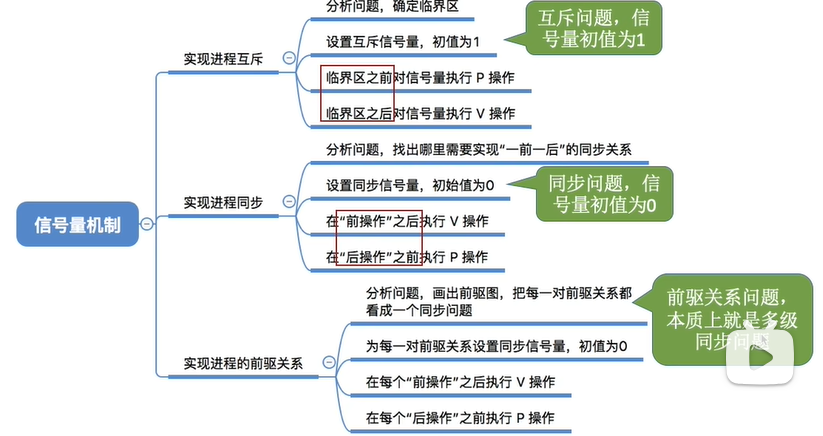 分析问题，确定临界区
设置互斥信号量，初值为1
互斥问题，信
号量初值为1
实现进程互斥
临界区之前对信号量执行 P 操作
临界区之后对信号量执行 V 操作
分析问题，找出哪里需要实现“一前一后”的同步关系
设置同步信号量，初始值为0
同步问题，信
号量初值为0
实现进程同步
在“前操作”之后执行 V 操作
在“后操作”之前执行 P 操作
信号量机制
分析问题，画出前驱图，把每一对前驱关系都
看成一个同步问题
前驱关系问题，
本质上就是多级
同步问题
实现进程的前驱关系
为每一对前驱关系设置同步信号量，初值为0
在每个“前操作”之后执行 V 操作
在每个“后操作”之前执行 P 操作